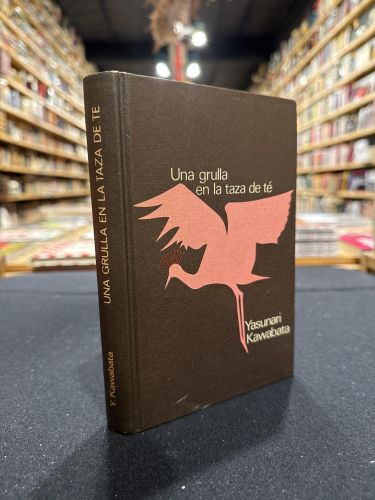 UNA GRULLA EN LA TAZA DE TE
Y. Kawabata
Una grulla
en la taza de té
Yasunari
Kawabata